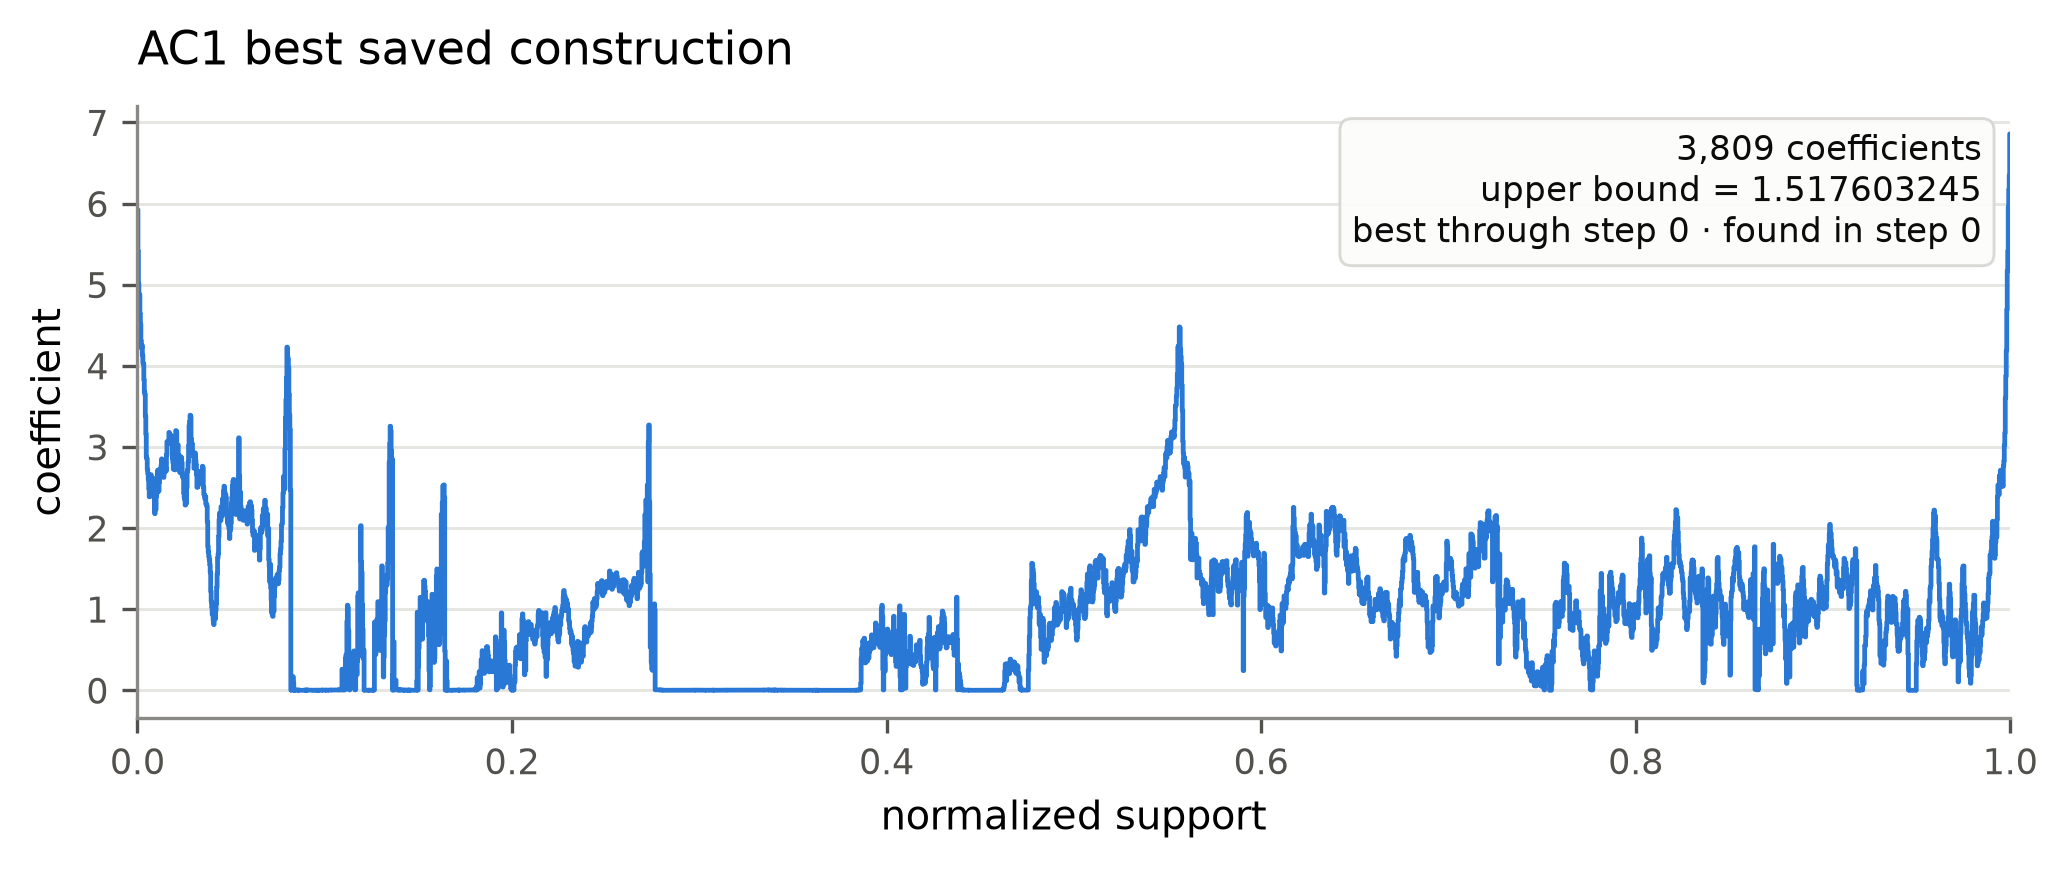 AC1 best saved construction
7
6
5
4
3
2
1
0
coefficient
3,809 coefficients
upper bound = 1.517603245
best through step 0 · found in step 0
0.0
0.2
0.4
0.6
0.8
1.0
normalized support